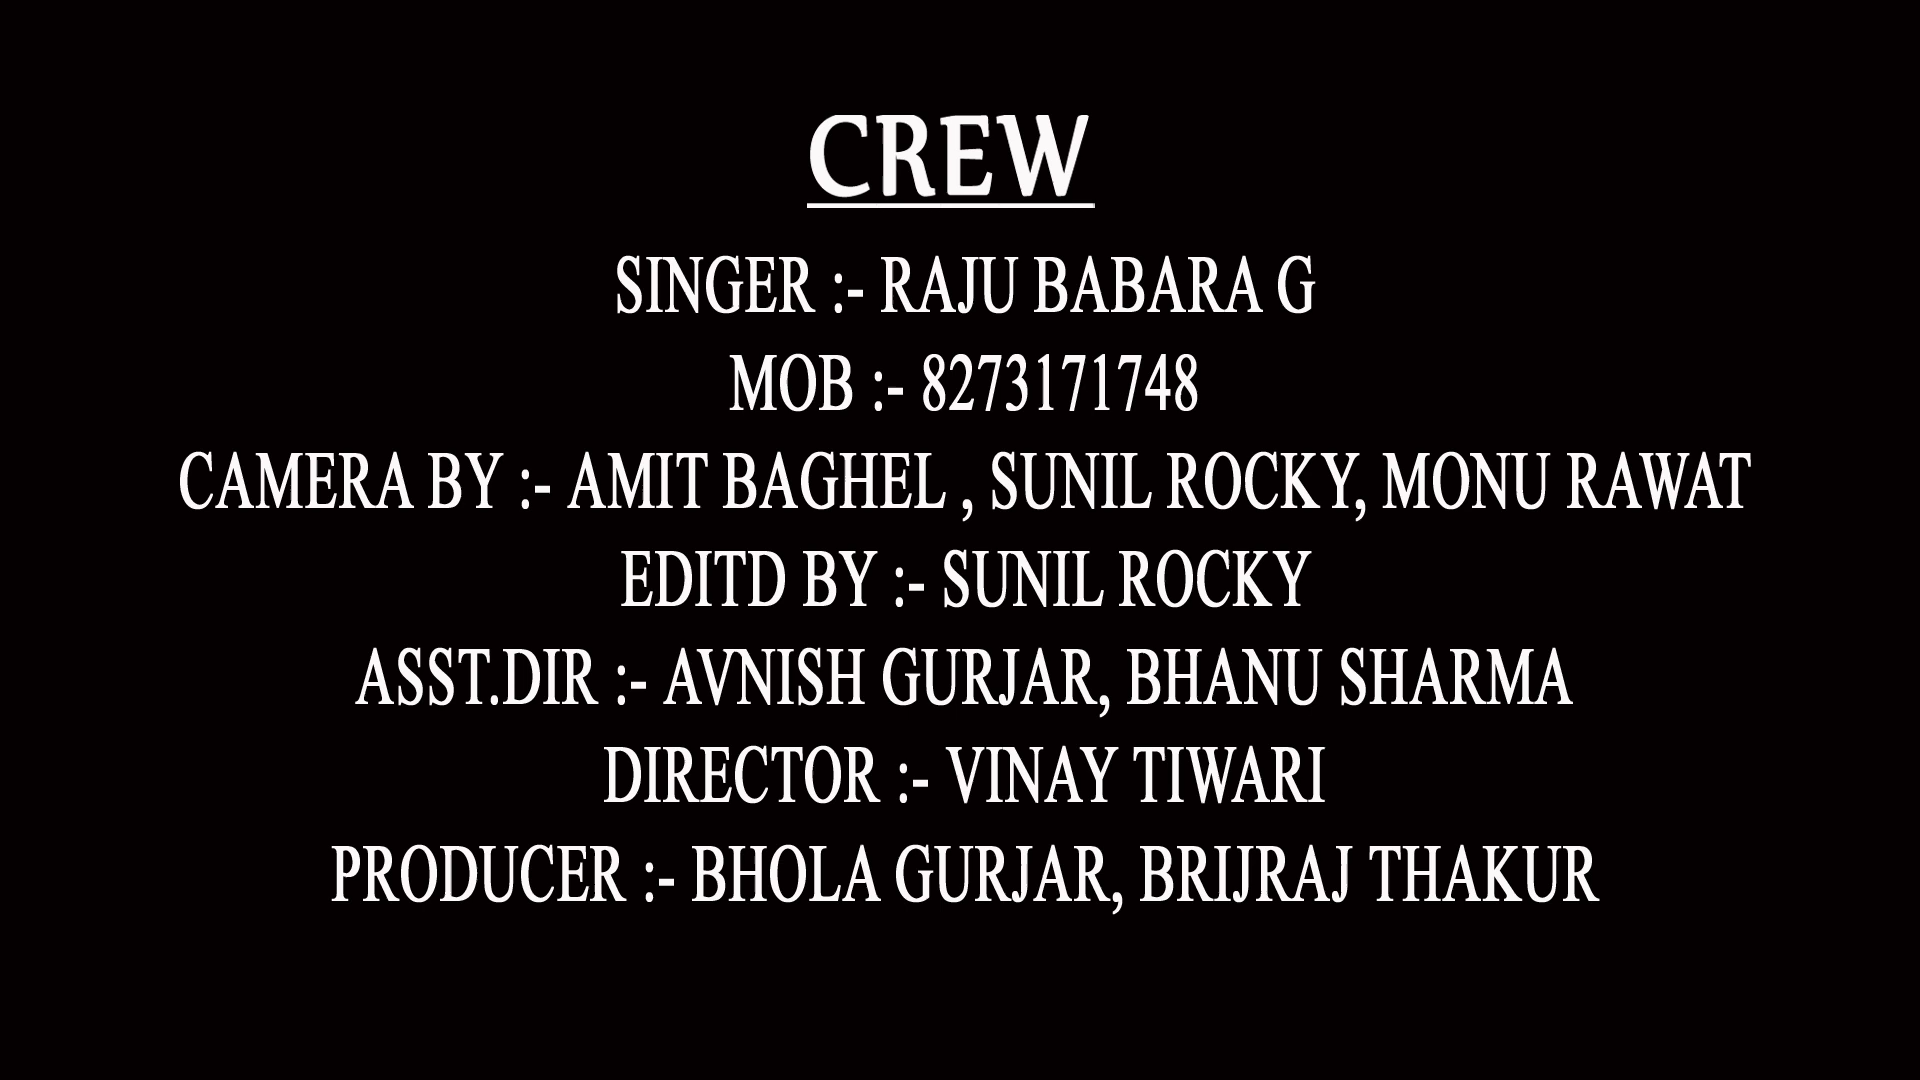 CREW
SINGER :- RAJU BABARA G
MOB :- 8273171748
CAMERA BY :- AMIT BAGHEL , SUNIL ROCKY, MONU RAWAT
EDITD BY :- SUNIL ROCKY
ASST.DIR :- AVNISH GURJAR, BHANU SHARMA
DIRECTOR :- VINAY TIWARI
PRODUCER :- BHOLA GURJAR, BRIJRAJ THAKUR